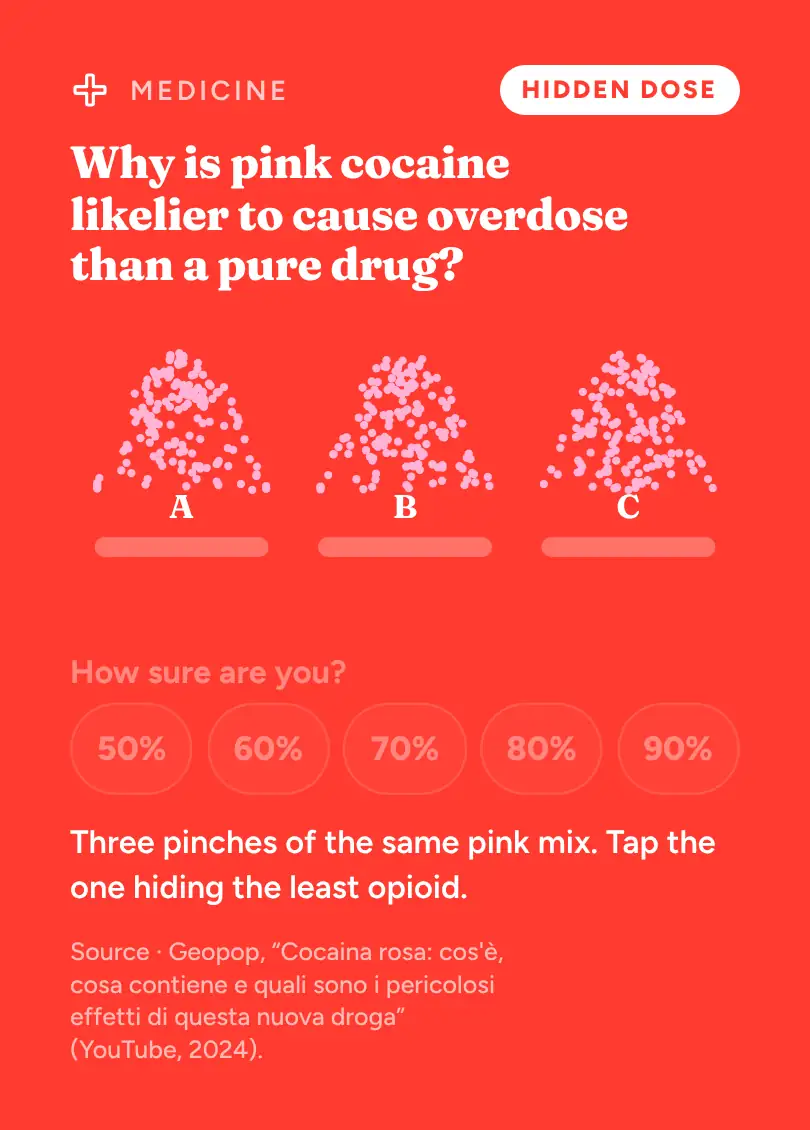 MEDICINE
HIDDEN DOSE
Why is pink cocaine
likelier to cause overdose
than a pure drug?
A
B
C
How sure are you?
50%
60%
70%
80%
90%
Three pinches of the same pink mix. Tap the
one hiding the least opioid.
Source · Geopop, “Cocaina rosa: cos'è,
cosa contiene e quali sono i pericolosi
effetti di questa nuova droga”
(YouTube, 2024).